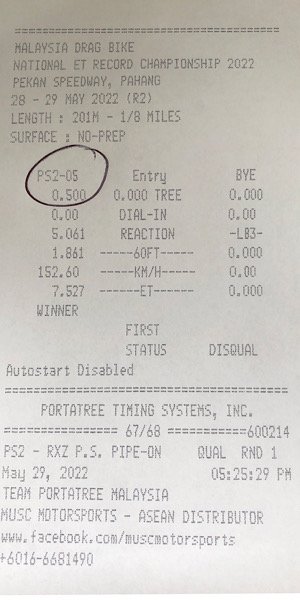 ========================================
MALAYSIA DRAG BIKE
NATIONAL ET RECORD CHAMPIONSHIP 2022
PEKAN SPEEDWAY, PAHANG
28 - 29 MAY 2022 (R2)
LENGTH : 201M - 1/8 MILES
SURFACE : NO-PREP
========================================
PS2-05 Entry BYE
0.500 0.000 TREE 0.000
0.00 DIAL-IN 0.00
5.061 REACTION -LB3-
1.861 -----60FT----- 0.000
152.60 -----KM/H----- 0.00
7.527 ------ET------ 0.000
WINNER
FIRST
STATUS DISQUAL
Autostart Disabled
========================================
PORTATREE TIMING SYSTEMS, INC.
================ 67/68 ===========600214
PS2 - RXZ P.S. PIPE-ON QUAL RND 1
May 29, 2022 05:25:29 PM
TEAM PORTATREE MALAYSIA
MUSC MOTORSPORTS - ASEAN DISTRIBUTOR
www.facebook.com/muscmotorsports
+6016-6681490